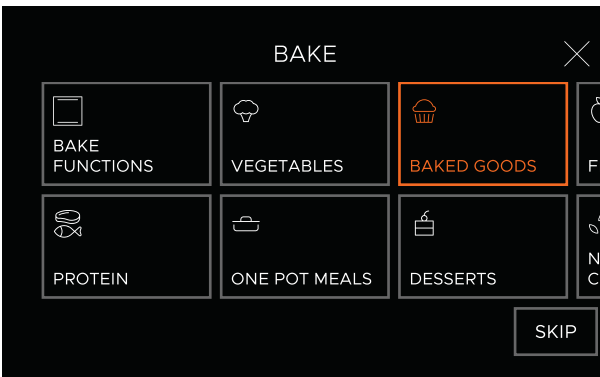 BAKE
BAKE
FUNCTIONS
VEGETABLES
BAKED GOODS
F
PROTEIN
ONE POT MEALS
DESSERTS
N
C
SKIP